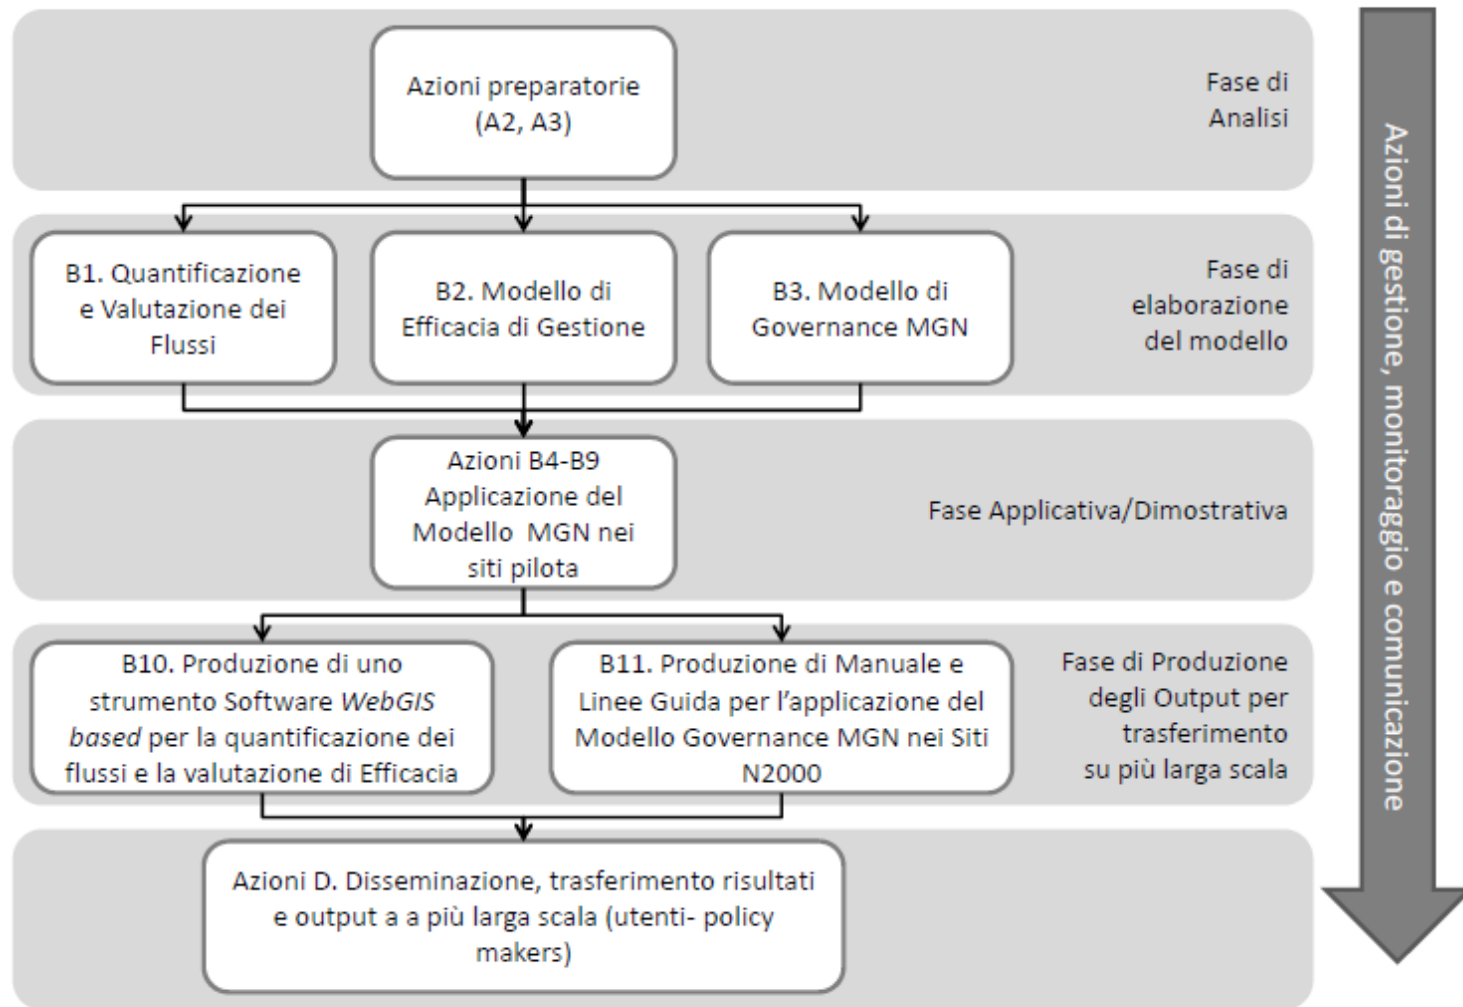 Azioni preparatorie
(A2, A3)
Fase di
Analisi
B1. Quantificazione
e Valutazione dei
Flussi
B2. Modello di
Efficacia di Gestione
B3. Modello di
Governance MGN
Fase di
elaborazione
del modello
Azioni B4-B9
Applicazione del
Modello MGN nei
siti pilota
Fase Applicativa/Dimostrativa
B10. Produzione di uno
strumento Software WebGIS
based per la quantificazione dei
flussi e la valutazione di Efficacia
B11. Produzione di Manuale e
Linee Guida per l’applicazione del
Modello Governance MGN nei Siti
N2000
Fase di Produzione
degli Output per
trasferimento
su più larga scala
Azioni D. Disseminazione, trasferimento risultati
e output a a più larga scala (utenti- policy
makers)
Azioni di gestione, monitoraggio e comunicazione